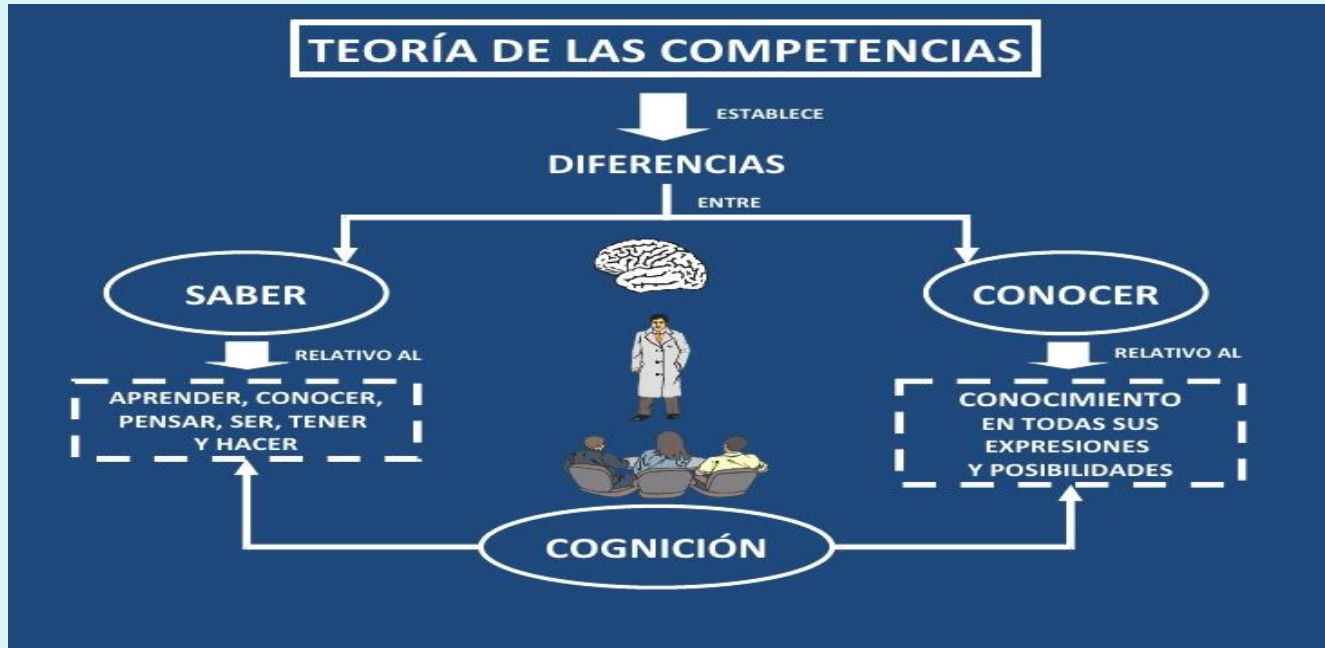 TEORÍA DE LAS COMPETENCIAS
ESTABLECE
DIFERENCIAS
ENTRE
SABER
CONOCER
RELATIVO AL
RELATIVO AL
APRENDER, CONOCER,
PENSAR, SER, TENER
Y HACER
CONOCIMIENTO
EN TODAS SUS
EXPRESIONES
Y POSIBILIDADES
COGNICIÓN